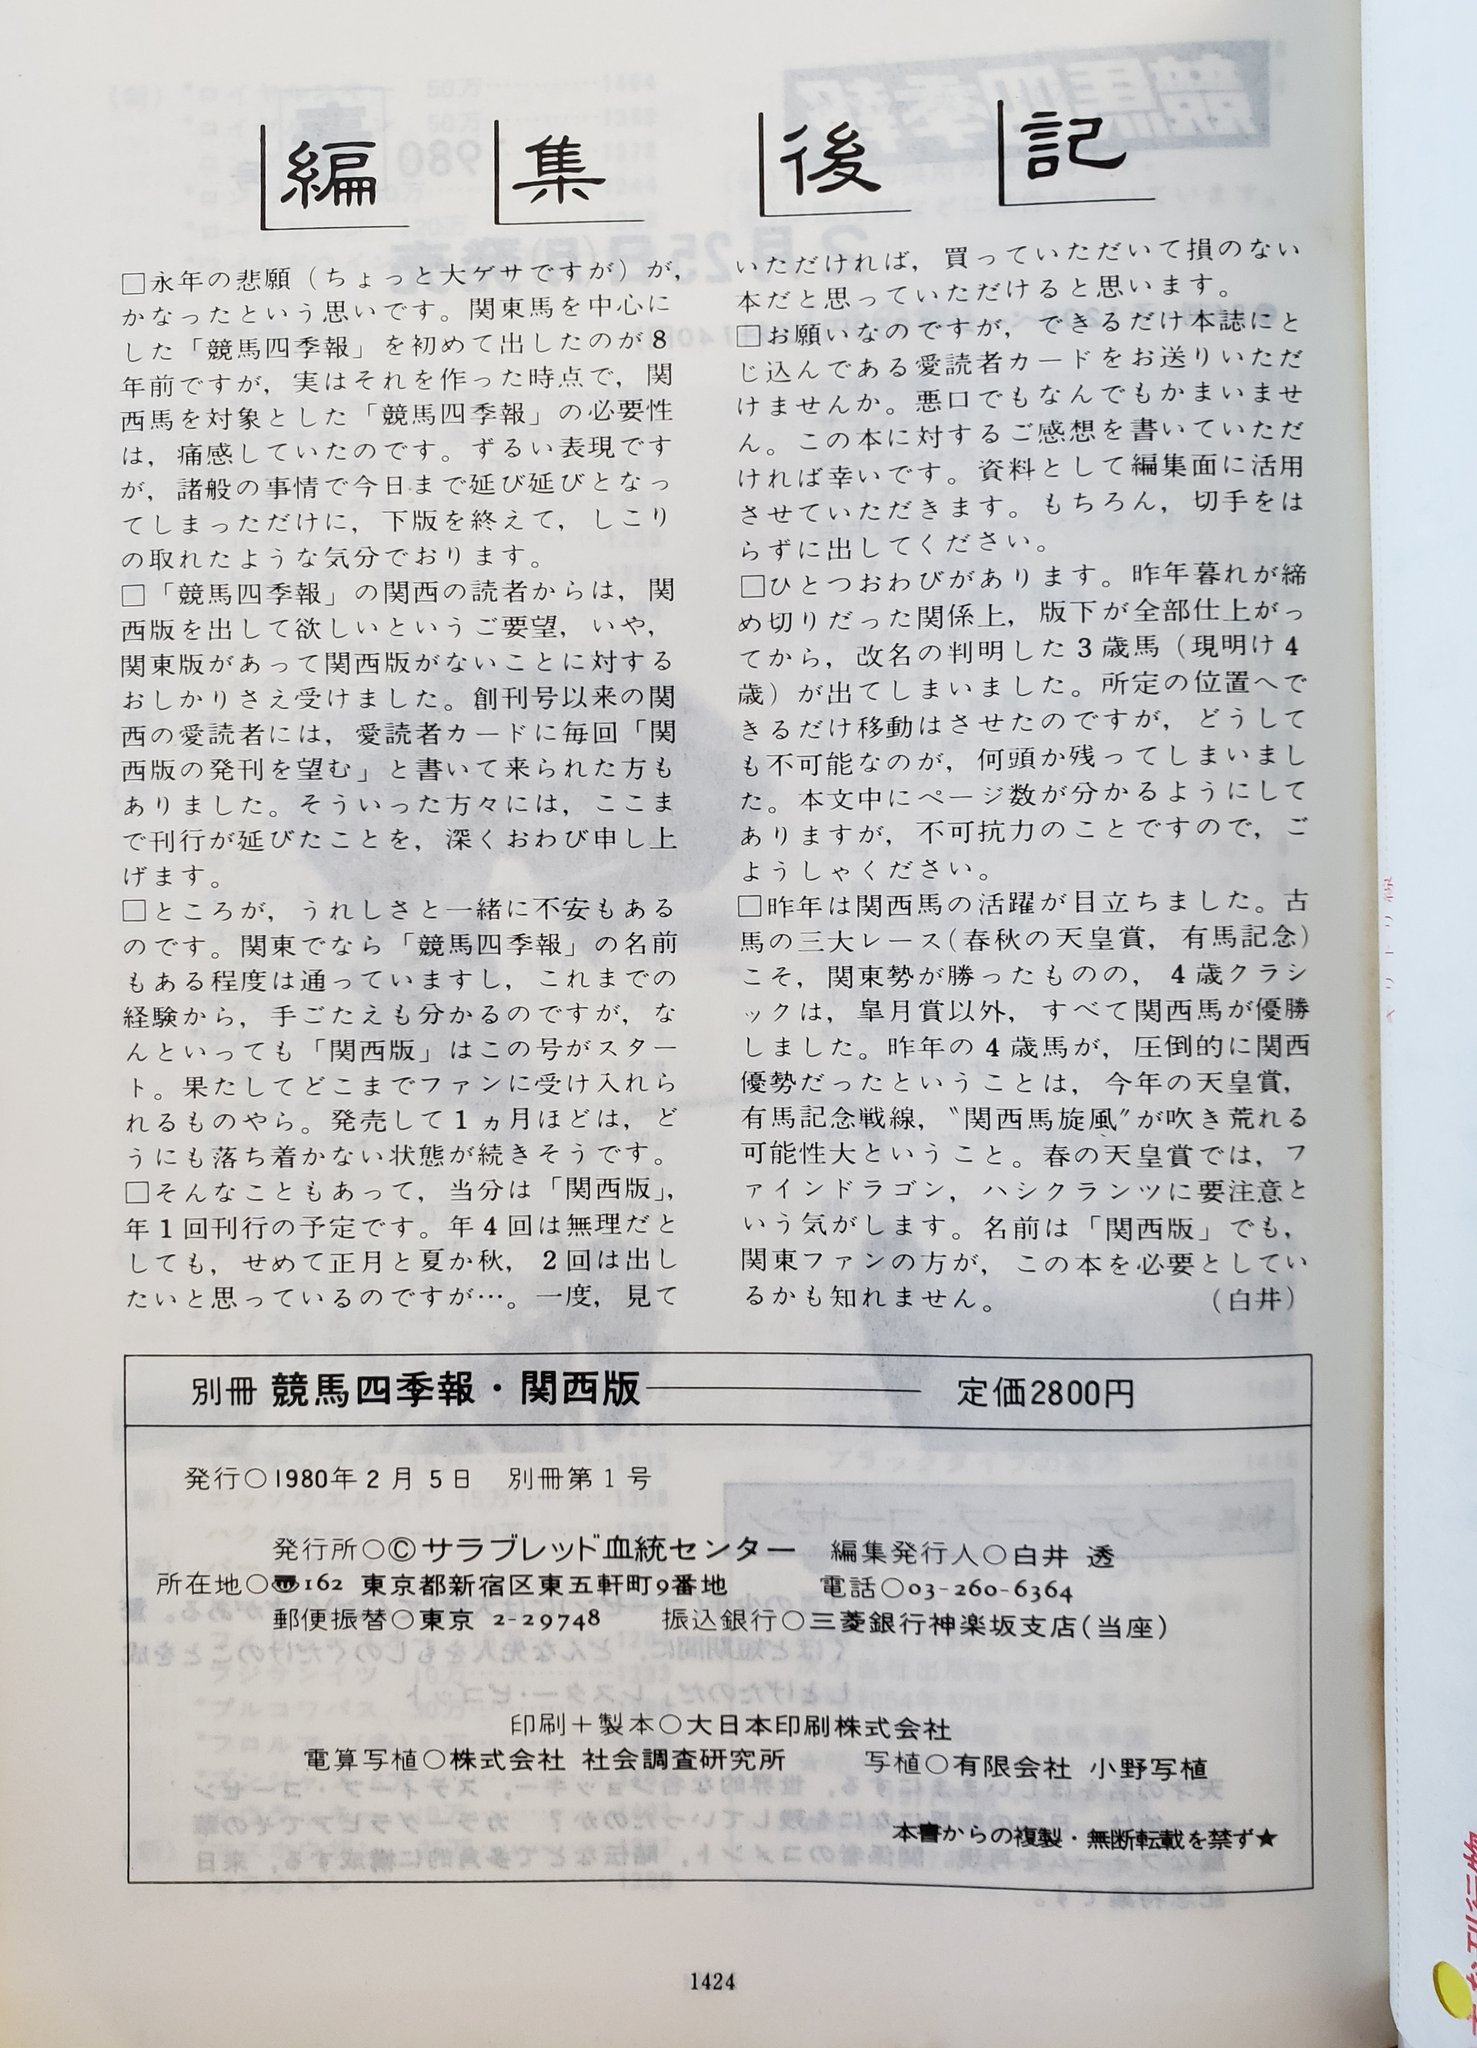 編集後記
□永年の悲願（ちょっと大ゲサですが）が，
かなったという思いです。関東馬を中心に
した「競馬四季報」を初めて出したのが8
年前ですが，実はそれを作った時点で，関
西馬を対象とした「競馬四季報」の必要性
は，痛感していたのです。ずるい表現です
が，諸般の事情で今日まで延び延びとなっ
てしまっただけに，下版を終えて，しこり
の取れたような気分でおります。
□「競馬四季報」の関西の読者からは，関
西版を出して欲しいというご要望，いや，
関東版があって関西版がないことに対する
おしかりさえ受けました。創刊号以来の関
西の愛読者には，愛読者カードに毎回「関
西版の発刊を望む」と書いて来られた方も
ありました。そういった方々には，ここま
で刊行が延びたことを，深くおわび申し上
げます。
□ところが，うれしさと一緒に不安もある
のです。関東でなら「競馬四季報」の名前
もある程度は通っていますし，これまでの
経験から，手ごたえも分かるのですが，な
んといっても「関西版」はこの号がスター
ト。果たしてどこまでファンに受け入れら
れるものやら。発売して1ヵ月ほどは，ど
うにも落ち着かない状態が続きそうです。
□そんなこともあって，当分は「関西版」，
年1回刊行の予定です。年4回は無理だと
しても，せめて正月と夏か秋，2回は出し
たいと思っているのですが…。一度，見て
いただければ，買っていただいて損のない
本だと思っていただけると思います。
□お願いなのですが，できるだけ本誌にと
じ込んである愛読者カードをお送りいただ
けませんか。悪口でもなんでもかまいませ
ん。この本に対するご感想を書いていただ
ければ幸いです。資料として編集面に活用
させていただきます。もちろん，切手をは
らずに出してください。
□ひとつおわびがあります。昨年暮れが締
め切りだった関係上，版下が全部仕上がっ
てから，改名の判明した3歳馬（現明け4
歳）が出てしまいました。所定の位置へで
きるだけ移動はさせたのですが，どうして
も不可能なのが，何頭か残ってしまいまし
た。本文中にページ数が分かるようにして
ありますが，不可抗力のことですので，ご
ようしゃください。
□昨年は関西馬の活躍が目立ちました。古
馬の三大レース（春秋の天皇賞，有馬記念）
こそ，関東勢が勝ったものの，4歳クラシ
ックは，皐月賞以外，すべて関西馬が優勝
しました。昨年の4歳馬が，圧倒的に関西
優勢だったということは，今年の天皇賞，
有馬記念戦線，〝関西馬旋風″が吹き荒れる
可能性大ということ。春の天皇賞では，フ
ァインドラゴン，ハシクランツに要注意と
いう気がします。名前は「関西版」でも，
関東ファンの方が，この本を必要としてい
るかも知れません。（白井）
別冊 競馬四季報・関西版 定価2800円
発行○1980年2月5日 別冊第1号
発行所○©サラブレッド血統センター 編集発行人○白井 透
所在地○〒162 東京都新宿区東五軒町9番地 電話○03-260-6364
郵便振替○東京 2-29748 振込銀行○三菱銀行神楽坂支店(当座)
印刷＋製本○大日本印刷株式会社
電算写植○株式会社 社会調査研究所 写植○有限会社 小野写植
本書からの複製・無断転載を禁ず★
1424